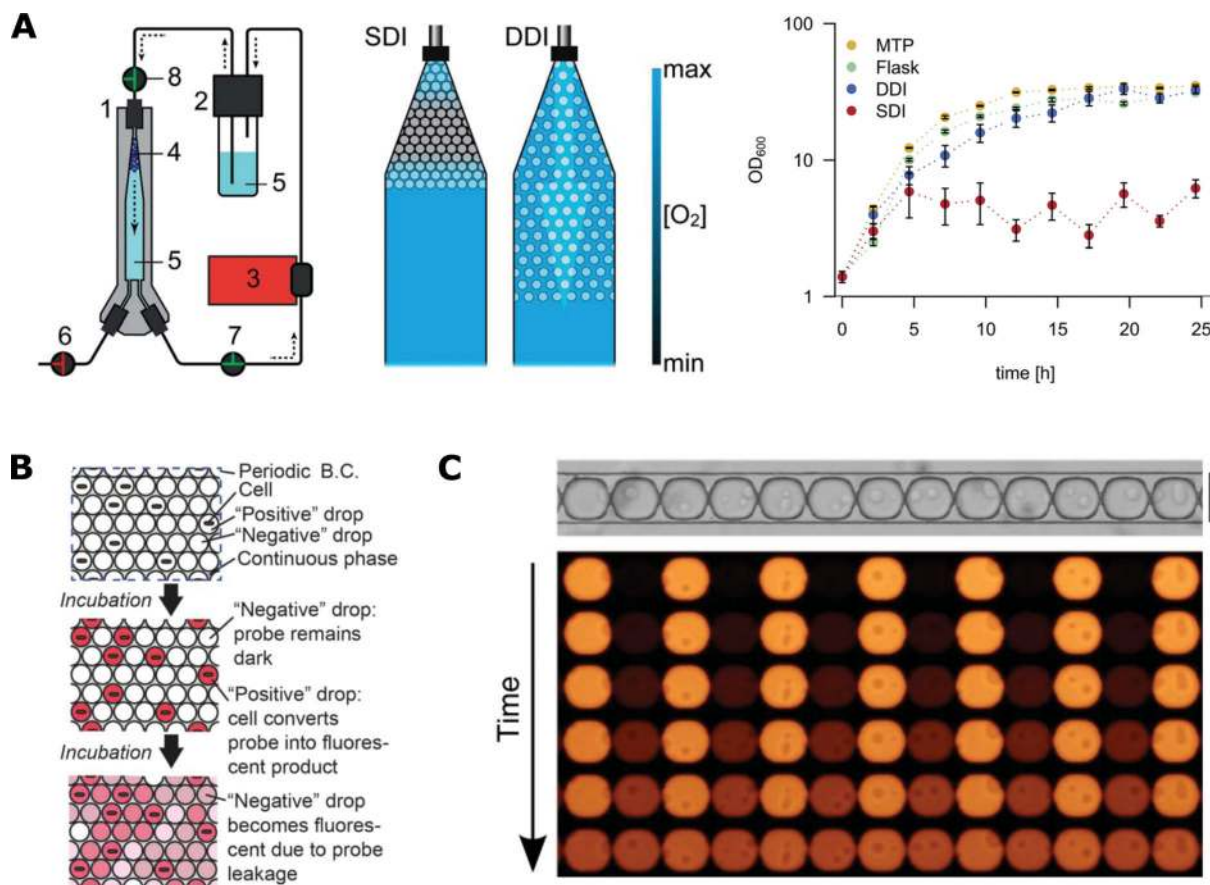 A
8
1
2
4
5
5
3
6
7
SDI
DDI
max
[O₂]
min
100
10
1
OD₆₀₀
MTP
Flask
DDI
SDI
0
5
10
15
20
25
time [h]
B
Periodic B.C.
Cell
"Positive" drop
"Negative" drop
Continuous phase
Incubation
"Negative" drop:
probe remains
dark
"Positive" drop:
cell converts
probe into fluores-
cent product
Incubation
"Negative" drop
becomes fluores-
cent due to probe
leakage
C
Time